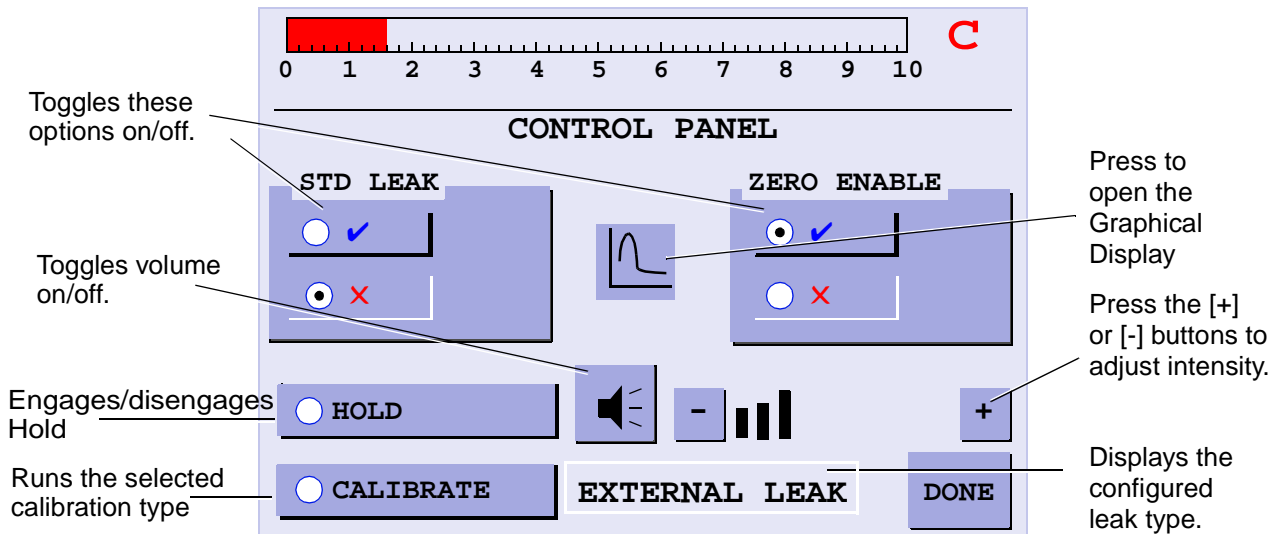 C
0 1 2 3 4 5 6 7 8 9 10
Toggles these
options on/off.
CONTROL PANEL
STD LEAK
ZERO ENABLE
Press to
open the
Graphical
Display
Toggles volume
on/off.
Press the [+]
or [-] buttons to
adjust intensity.
Engages/disengages
Hold
HOLD
-
+
Runs the selected
calibration type
CALIBRATE
EXTERNAL LEAK
DONE
Displays the
configured
leak type.